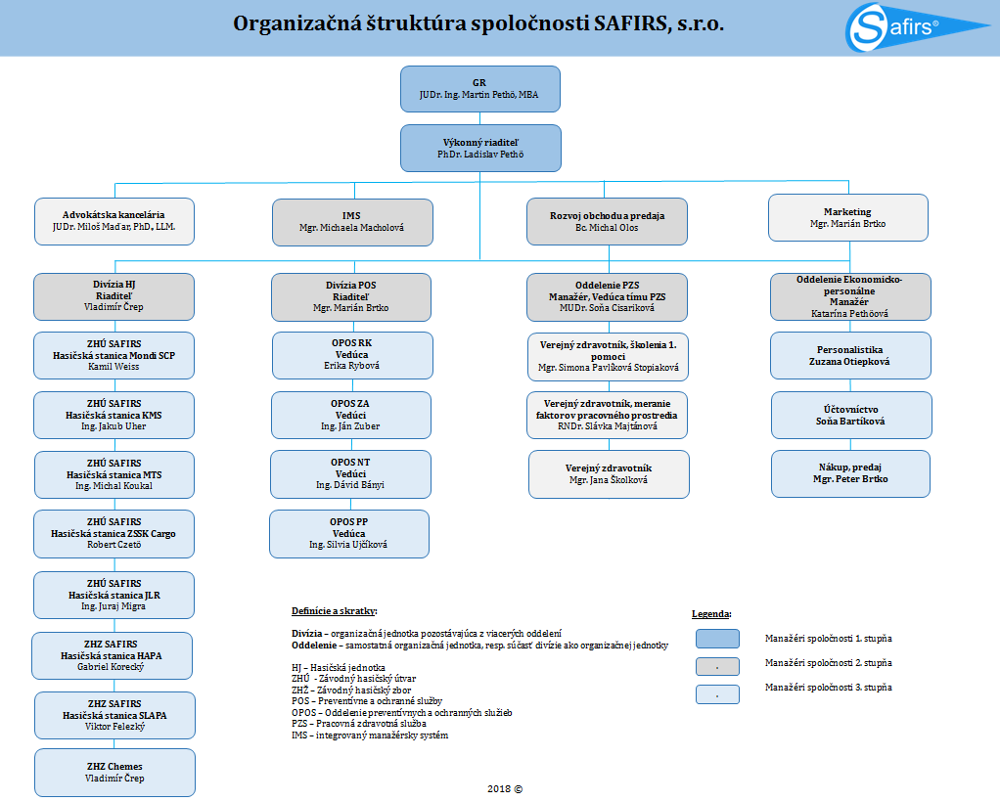 Organizačná štruktúra spoločnosti SAFIRS, s.r.o.
Safirs®
GR
JUDr. Ing. Martin Pethö, MBA
Výkonný riaditeľ
PhDr. Ladislav Pethö
Advokátska kancelária
JUDr. Miloš Maďar, PhD., LLM.
IMS
Mgr. Michaela Macholová
Rozvoj obchodu a predaja
Bc. Michal Olos
Marketing
Mgr. Marián Brtko
Divízia HJ
Riaditeľ
Vladimír Črep
Divízia POS
Riaditeľ
Mgr. Marián Brtko
Oddelenie PZS
Manažér, Vedúca tímu PZS
MUDr. Soňa Cisariková
Oddelenie Ekonomicko-
personálne
Manažér
Katarína Pethöová
ZHÚ SAFIRS
Hasičská stanica Mondi SCP
Kamil Weiss
OPOS RK
Vedúca
Erika Rybová
Verejný zdravotník, školenia 1.
pomoci
Mgr. Simona Pavlíková Stopiaková
Personalistika
Zuzana Otiepková
ZHÚ SAFIRS
Hasičská stanica KMS
Ing. Jakub Uher
OPOS ZA
Vedúci
Ing. Ján Zuber
Verejný zdravotník, meranie
faktorov pracovného prostredia
RNDr. Slávka Majtánová
Účtovníctvo
Soňa Bartíková
ZHÚ SAFIRS
Hasičská stanica MTS
Ing. Michal Koukal
OPOS NT
Vedúci
Ing. Dávid Bányi
Verejný zdravotník
Mgr. Jana Školková
Nákup, predaj
Mgr. Peter Brtko
ZHÚ SAFIRS
Hasičská stanica ZSSK Cargo
Robert Czetö
OPOS PP
Vedúca
Ing. Silvia Ujčíková
ZHÚ SAFIRS
Hasičská stanica JLR
Ing. Juraj Migra
ZHZ SAFIRS
Hasičská stanica HAPA
Gabriel Korecký
ZHZ SAFIRS
Hasičská stanica SLAPA
Viktor Felezký
ZHZ Chemes
Vladimír Črep
Definície a skratky:
Divízia – organizačná jednotka pozostávajúca z viacerých oddelení
Oddelenie – samostatná organizačná jednotka, resp. súčasť divízie ako organizačnej jednotky
HJ – Hasičská jednotka
ZHÚ - Závodný hasičský útvar
ZHZ – Závodný hasičský zbor
POS – Preventívne a ochranné služby
OPOS – Oddelenie preventívnych a ochranných služieb
PZS – Pracovná zdravotná služba
IMS – integrovaný manažérsky systém
Legenda:
Manažéri spoločnosti 1. stupňa
. Manažéri spoločnosti 2. stupňa
. Manažéri spoločnosti 3. stupňa
2018 ©